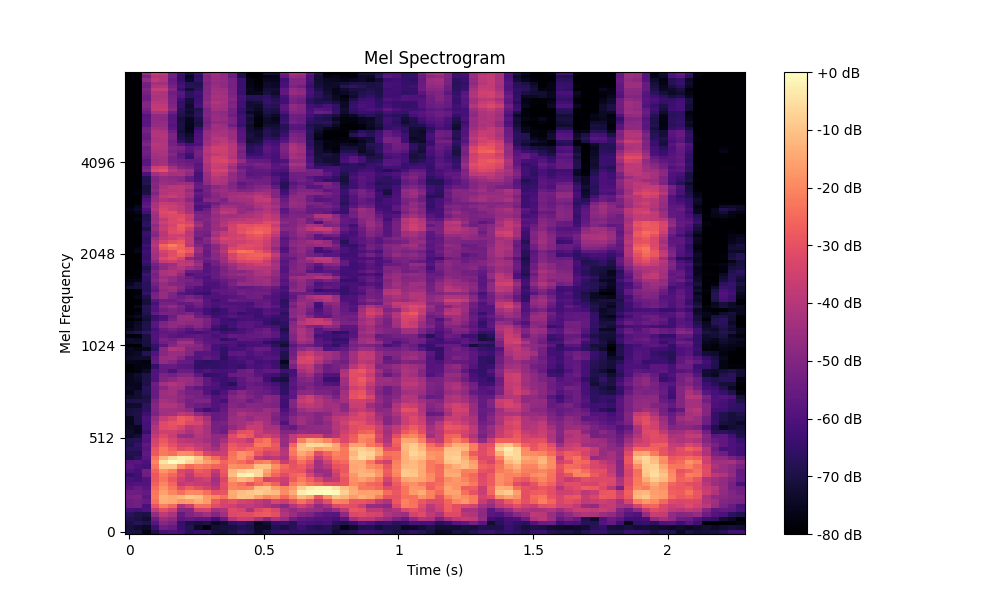 Mel Spectrogram
+0 dB
-10 dB
-20 dB
-30 dB
-40 dB
-50 dB
-60 dB
-70 dB
-80 dB
Mel Frequency
4096
2048
1024
512
0
0
0.5
1
1.5
2
Time (s)